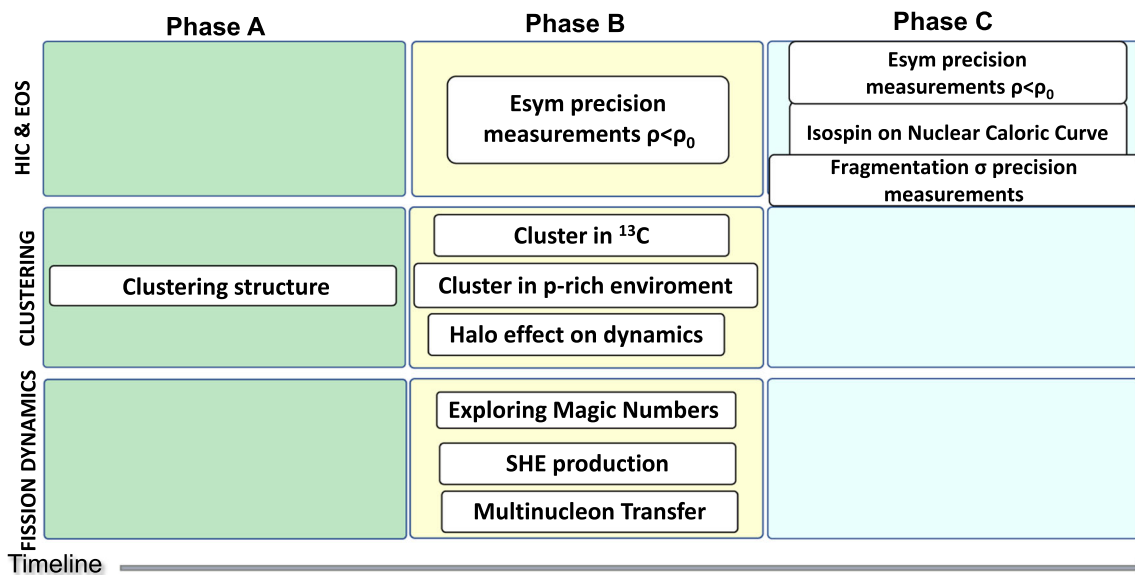 Phase A
Phase B
Phase C
HIC & EOS
Esym precision
measurements ρ<ρ₀
Esym precision
measurements ρ<ρ₀
Isospin on Nuclear Caloric Curve
Fragmentation σ precision
measurements
CLUSTERING
Clustering structure
Cluster in ¹³C
Cluster in p-rich enviroment
Halo effect on dynamics
FISSION DYNAMICS
Exploring Magic Numbers
SHE production
Multinucleon Transfer
Timeline